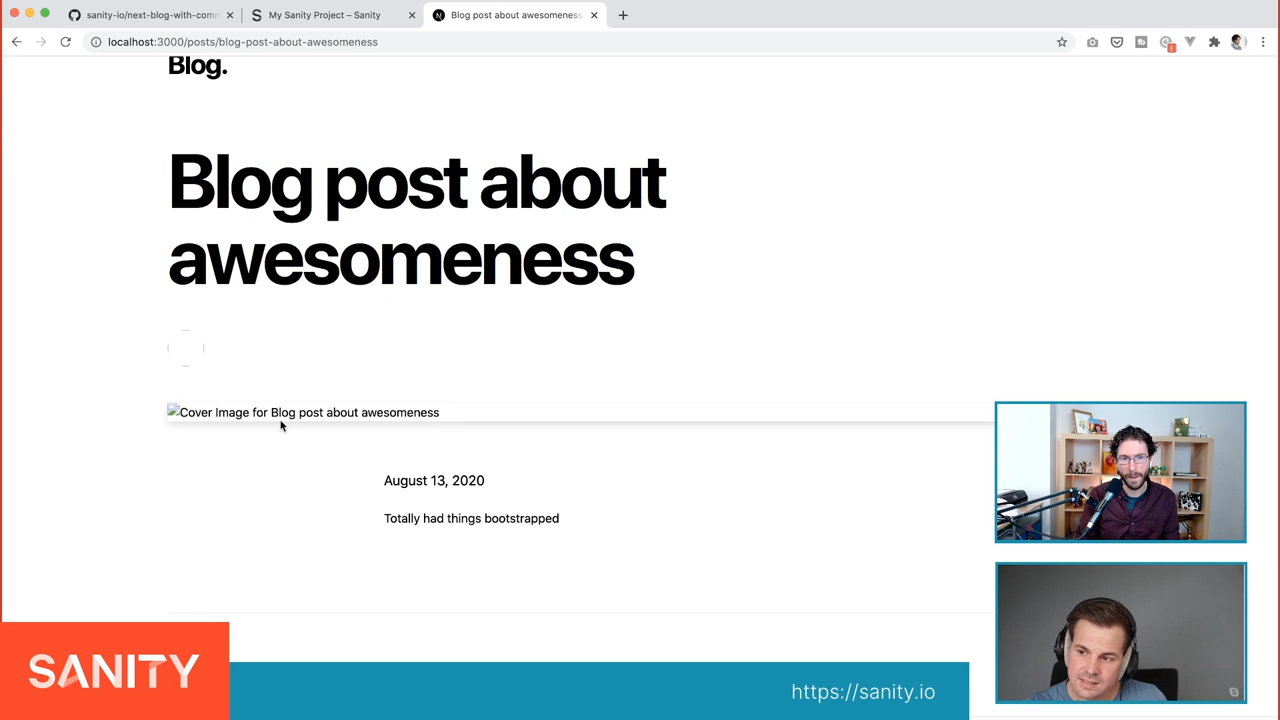 sanity-io/next-blog-with-comm
My Sanity Project – Sanity
Blog post about awesomeness
localhost:3000/posts/blog-post-about-awesomeness
Blog.
Blog post about
awesomeness
Cover Image for Blog post about awesomeness
August 13, 2020
Totally had things bootstrapped
SANITY
https://sanity.io